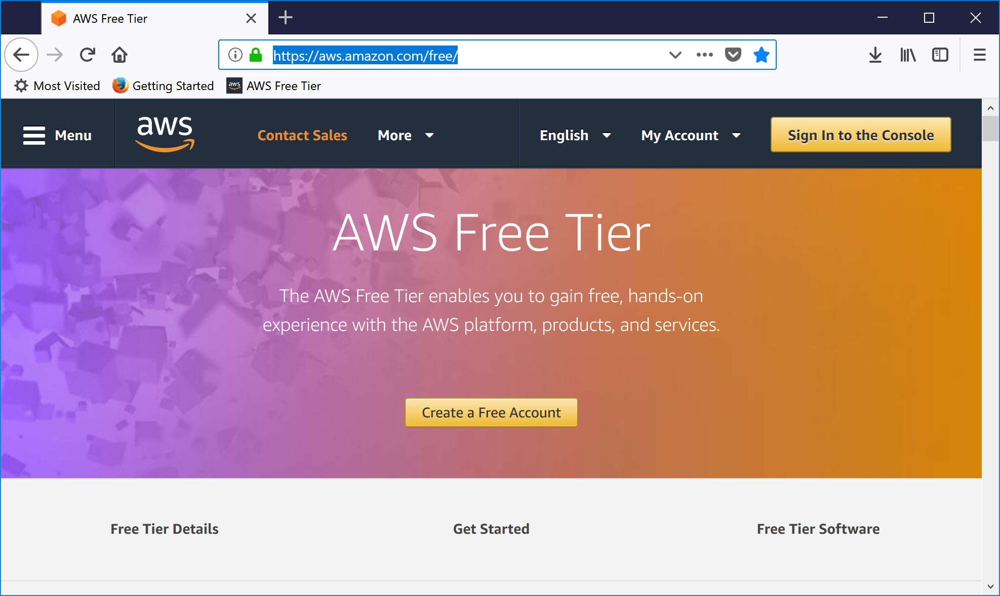 AWS Free Tier
https://aws.amazon.com/free/
Most Visited Getting Started aws AWS Free Tier
Menu aws Contact Sales More English My Account Sign In to the Console
AWS Free Tier
The AWS Free Tier enables you to gain free, hands-on
experience with the AWS platform, products, and services.
Create a Free Account
Free Tier Details Get Started Free Tier Software